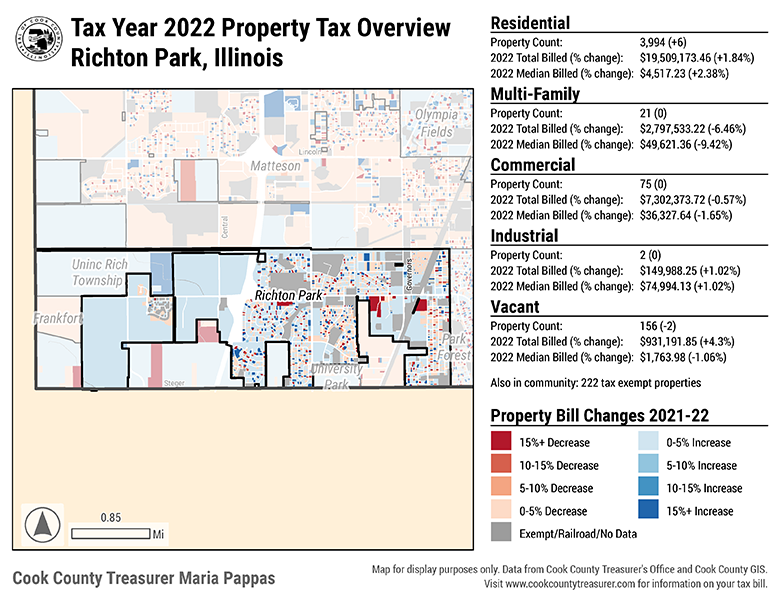 Tax Year 2022 Property Tax Overview
Richton Park, Illinois
Olympia
Fields
Lincoln
Matteson
Central
Uninc Rich
Township
Governors
Richton Park
Frankfort
Park
Forest
University
Park
Steger
0.85
Mi
Cook County Treasurer Maria Pappas
Residential
Property Count: 3,994 (+6)
2022 Total Billed (% change): $19,509,173.46 (+1.84%)
2022 Median Billed (% change): $4,517.23 (+2.38%)
Multi-Family
Property Count: 21 (0)
2022 Total Billed (% change): $2,797,533.22 (-6.46%)
2022 Median Billed (% change): $49,621.36 (-9.42%)
Commercial
Property Count: 75 (0)
2022 Total Billed (% change): $7,302,373.72 (-0.57%)
2022 Median Billed (% change): $36,327.64 (-1.65%)
Industrial
Property Count: 2 (0)
2022 Total Billed (% change): $149,988.25 (+1.02%)
2022 Median Billed (% change): $74,994.13 (+1.02%)
Vacant
Property Count: 156 (-2)
2022 Total Billed (% change): $931,191.85 (+4.3%)
2022 Median Billed (% change): $1,763.98 (-1.06%)
Also in community: 222 tax exempt properties
Property Bill Changes 2021-22
15%+ Decrease 0-5% Increase
10-15% Decrease 5-10% Increase
5-10% Decrease 10-15% Increase
0-5% Decrease 15%+ Increase
Exempt/Railroad/No Data
Map for display purposes only. Data from Cook County Treasurer's Office and Cook County GIS.
Visit www.cookcountytreasurer.com for information on your tax bill.